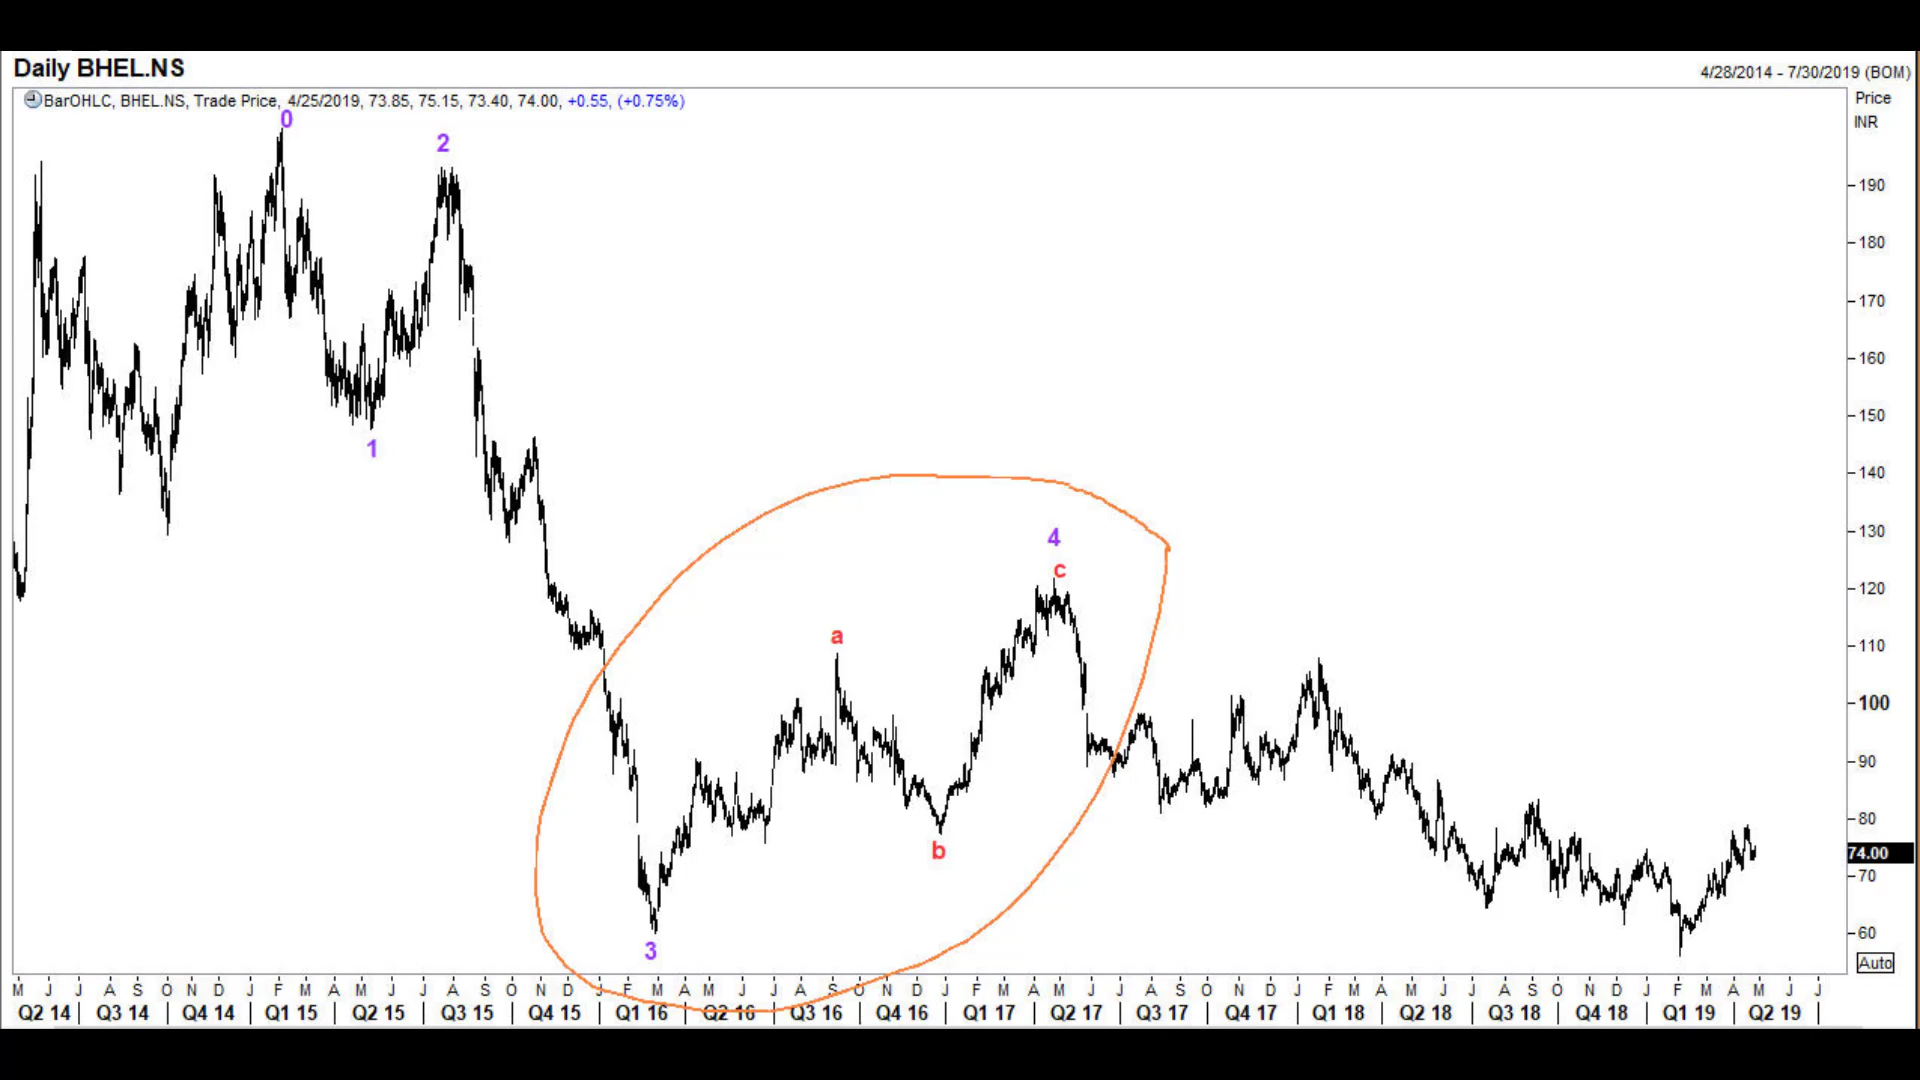 Daily BHEL.NS
4/28/2014 - 7/30/2019 (BOM)
BarOHLC, BHEL.NS, Trade Price, 4/25/2019, 73.85, 75.15, 73.40, 74.00, +0.55, (+0.75%)
Price
INR
0
2
190
180
170
160
150
1
140
130
4
c
120
a
110
100
90
80
b
74.00
70
3
60
Auto
M J J A S O N D J F M A M J J A S O N D J F M A M J J A S O N D J F M A M J J A S O N D J F M A M J J A S O N D J F M A M J J
Q2 14 Q3 14 Q4 14 Q1 15 Q2 15 Q3 15 Q4 15 Q1 16 Q2 16 Q3 16 Q4 16 Q1 17 Q2 17 Q3 17 Q4 17 Q1 18 Q2 18 Q3 18 Q4 18 Q1 19 Q2 19